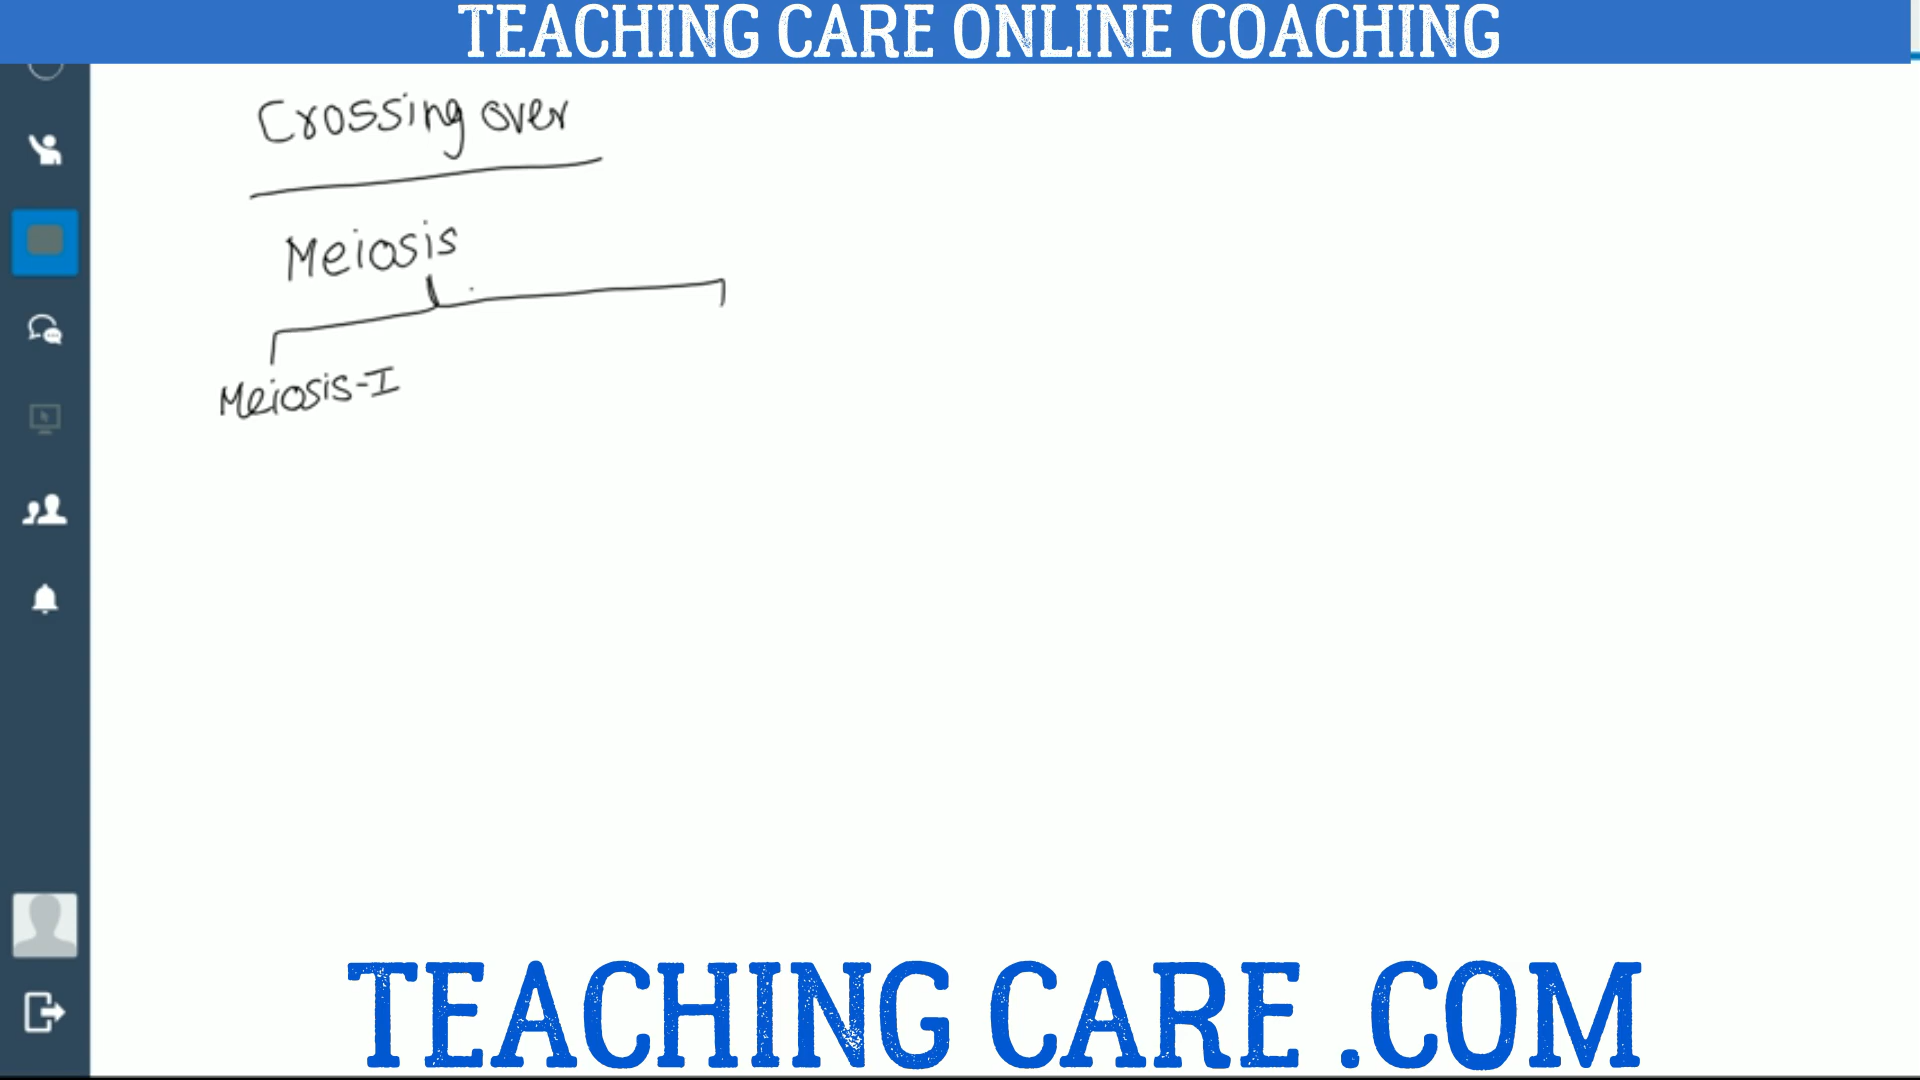 TEACHING CARE ONLINE COACHING
Crossing over
Meiosis
Meiosis-I
TEACHING CARE .COM